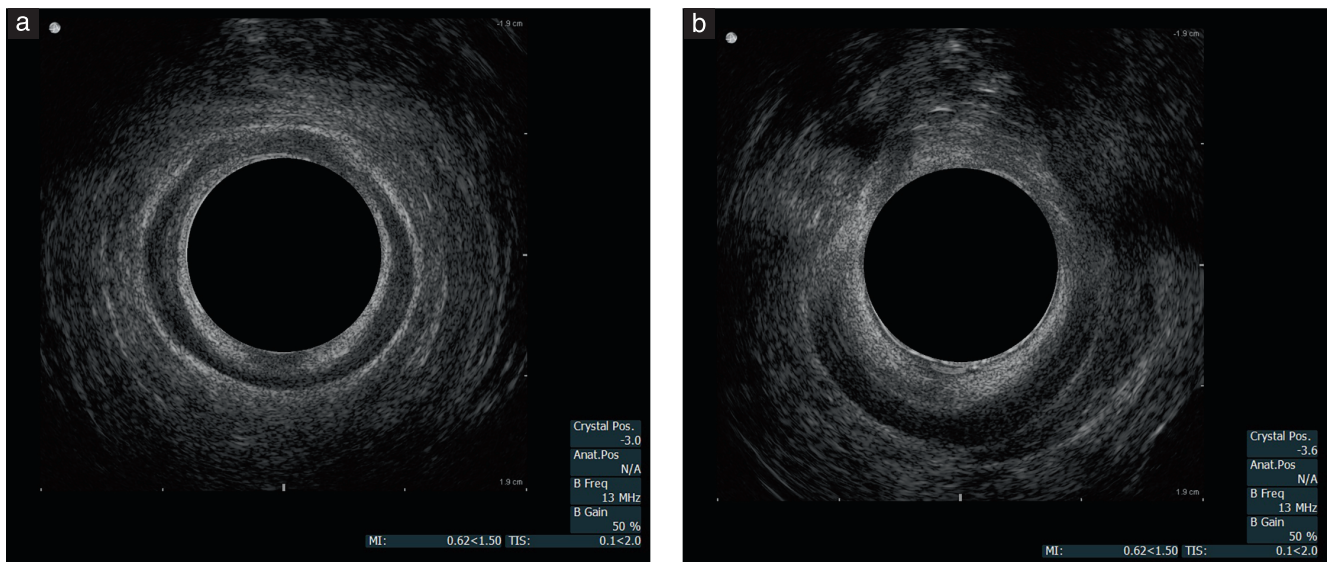 a
-1.9 cm
Crystal Pos.
-3.0
Anat.Pos
N/A
B Freq
13 MHz
B Gain
50 %
1.9 cm
MI: 0.62<1.50 TIS: 0.1<2.0
b
-1.9 cm
Crystal Pos.
-3.6
Anat.Pos
N/A
B Freq
13 MHz
B Gain
50 %
1.9 cm
MI: 0.62<1.50 TIS: 0.1<2.0